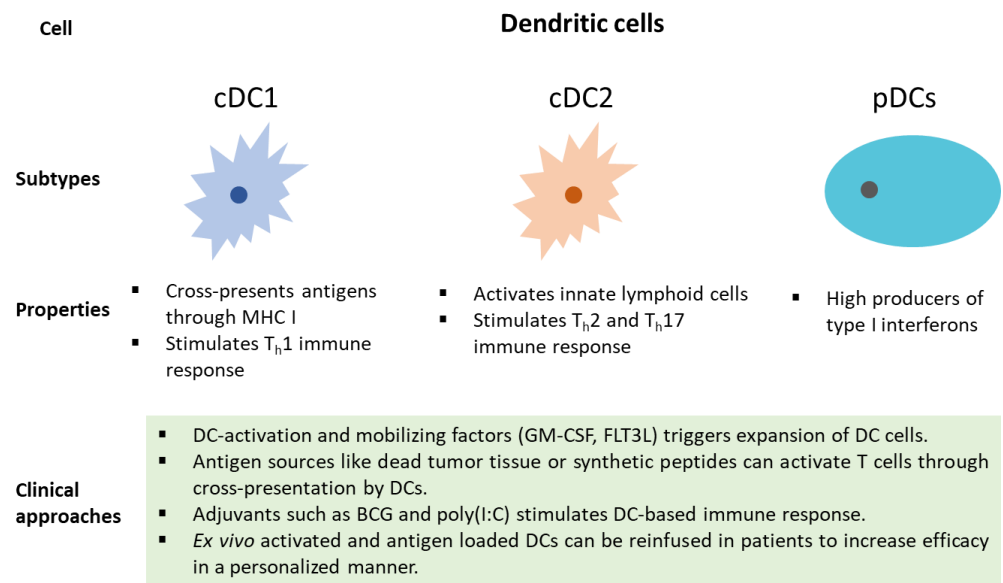 Cell
Dendritic cells
cDC1
cDC2
pDCs
Subtypes
Properties
▪ Cross-presents antigens
through MHC I
▪ Stimulates Th1 immune
response
▪ Activates innate lymphoid cells
▪ Stimulates Th2 and Th17
immune response
▪ High producers of
type I interferons
Clinical
approaches
▪ DC-activation and mobilizing factors (GM-CSF, FLT3L) triggers expansion of DC cells.
▪ Antigen sources like dead tumor tissue or synthetic peptides can activate T cells through
cross-presentation by DCs.
▪ Adjuvants such as BCG and poly(I:C) stimulates DC-based immune response.
▪ Ex vivo activated and antigen loaded DCs can be reinfused in patients to increase efficacy
in a personalized manner.